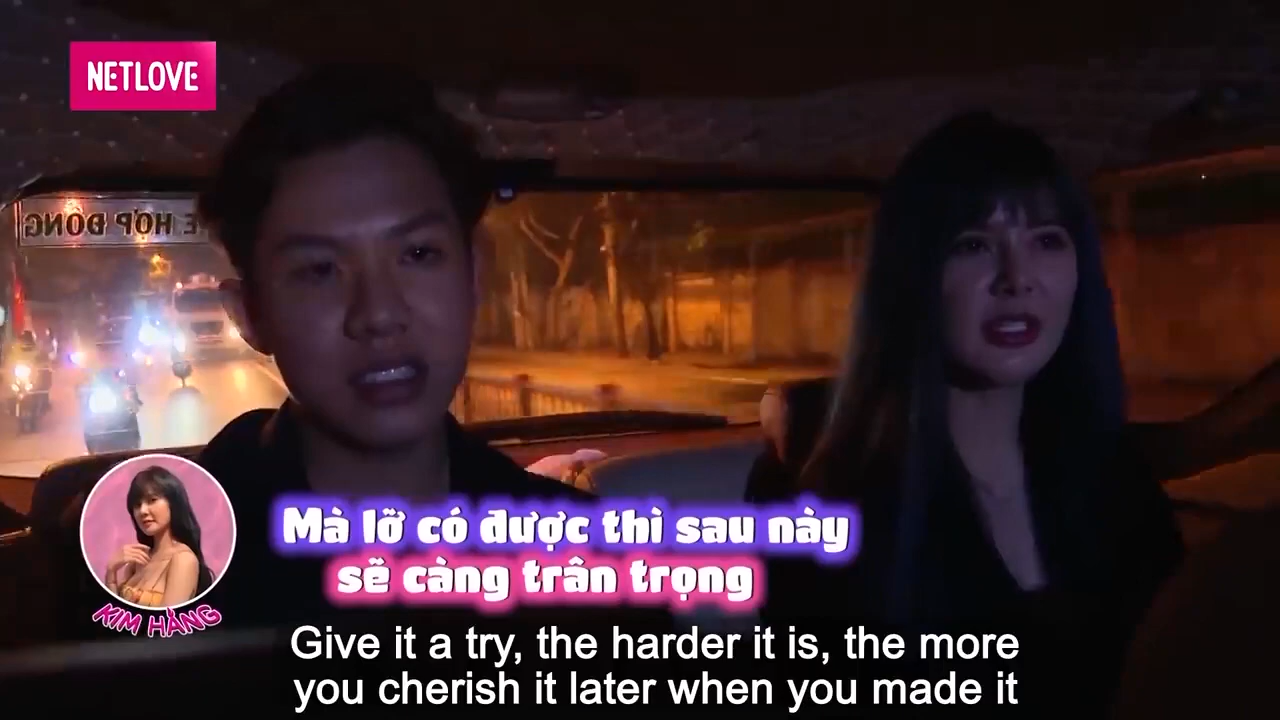 NETLOVE
XE HỢP ĐỒNG
Mà lỡ có được thì sau này
sẽ càng trân trọng
KIM HẰNG
Give it a try, the harder it is, the more
you cherish it later when you made it